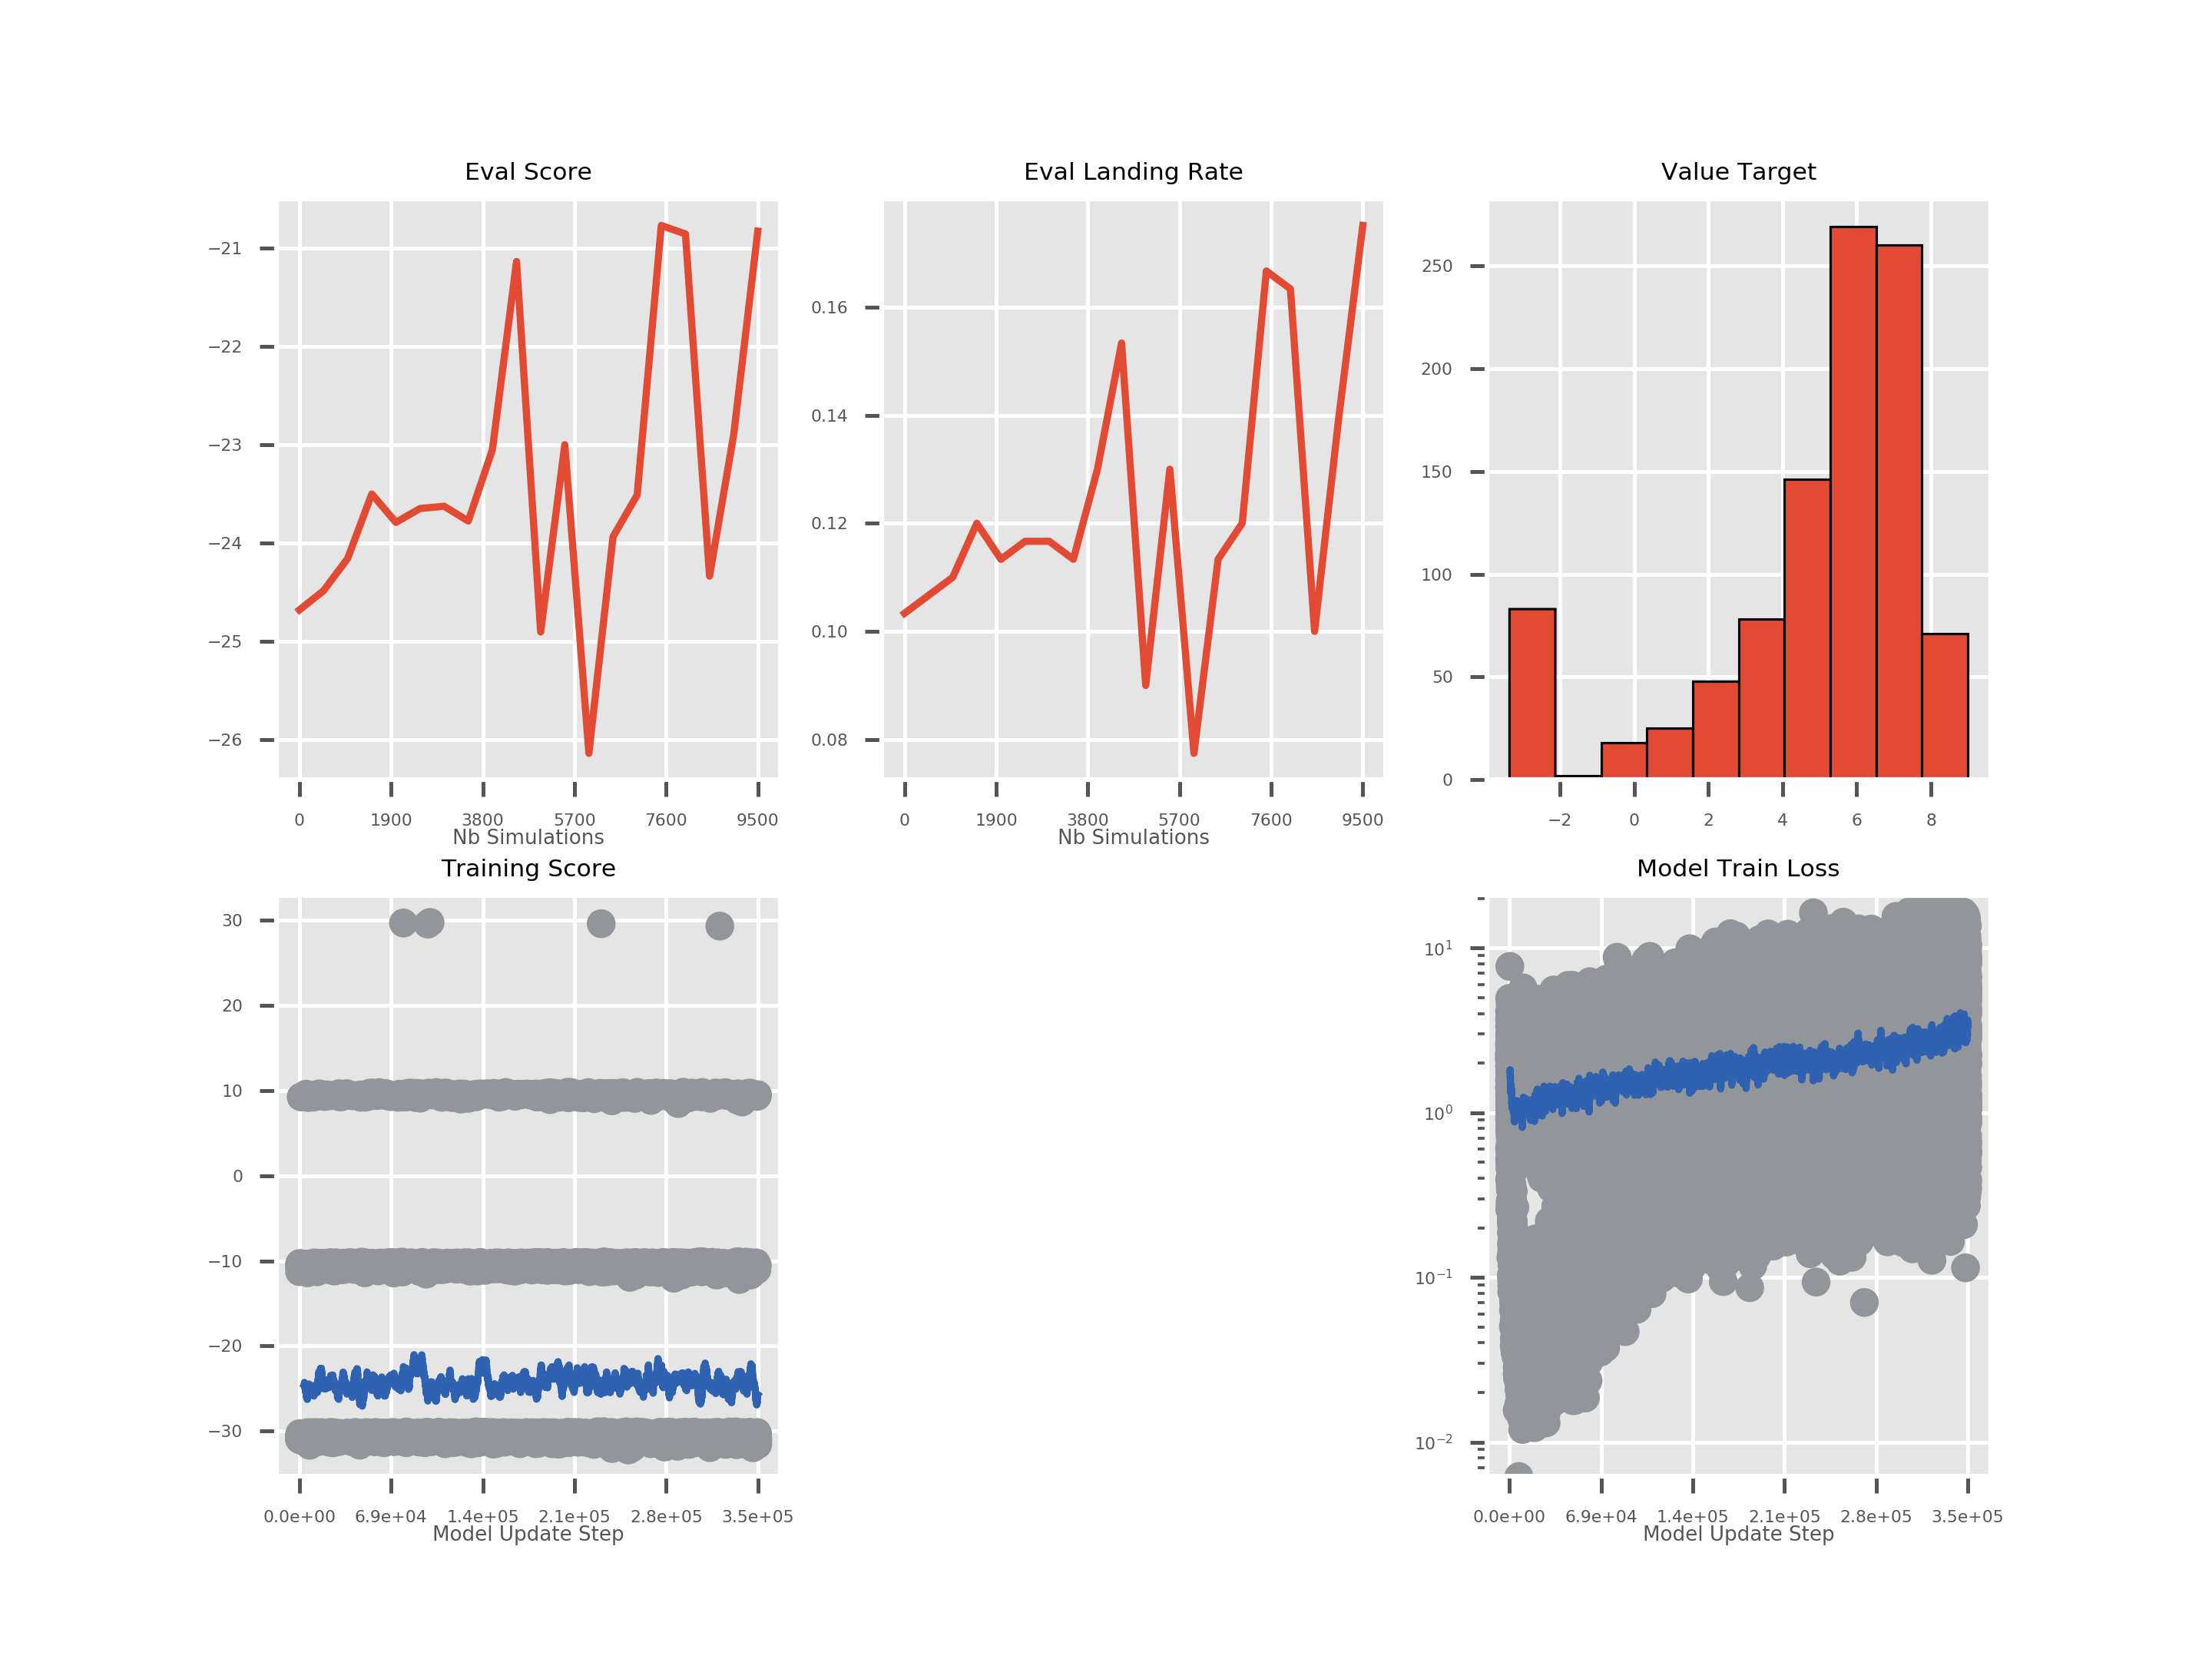 Eval Score
−21
−22
−23
−24
−25
−26
0 1900 3800 5700 7600 9500
Nb Simulations
Eval Landing Rate
0.16
0.14
0.12
0.10
0.08
0 1900 3800 5700 7600 9500
Nb Simulations
Value Target
250
200
150
100
50
0
−2 0 2 4 6 8
Training Score
30
20
10
0
−10
−20
−30
0.0e+00 6.9e+04 1.4e+05 2.1e+05 2.8e+05 3.5e+05
Model Update Step
Model Train Loss
10¹
10⁰
10⁻¹
10⁻²
0.0e+00 6.9e+04 1.4e+05 2.1e+05 2.8e+05 3.5e+05
Model Update Step